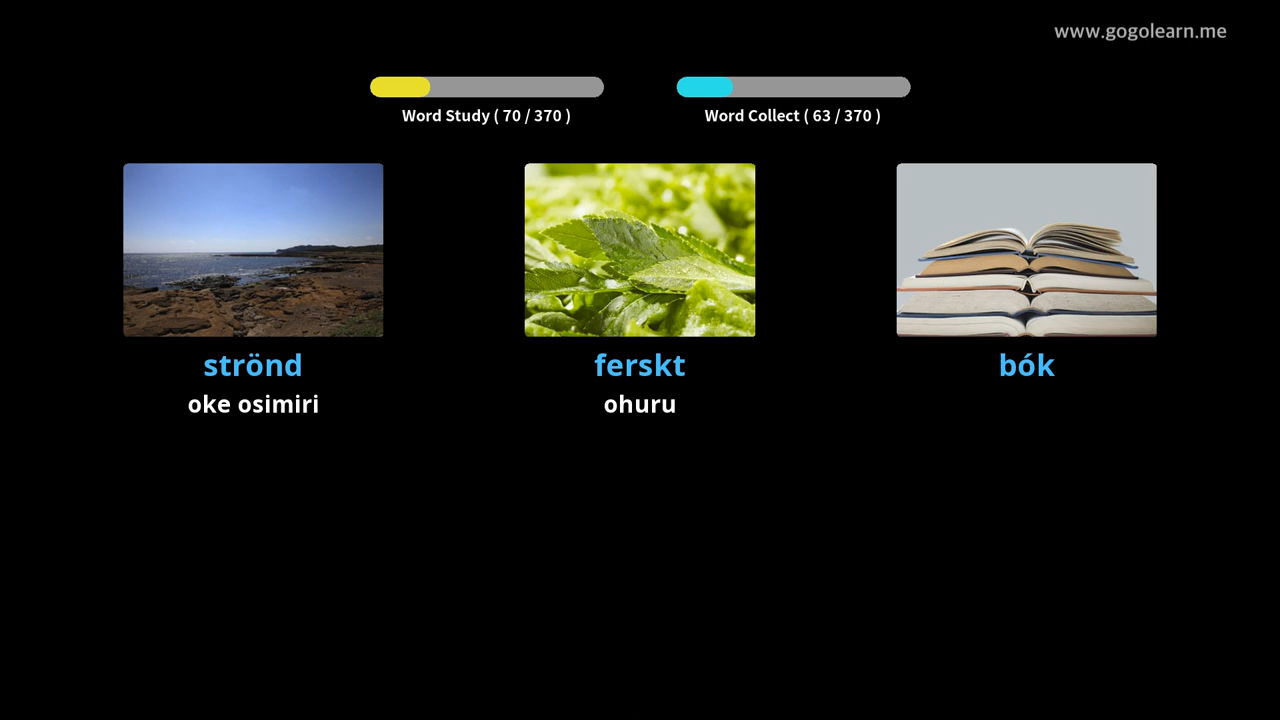 www.gogolearn.me
Word Study ( 70 / 370 )
Word Collect ( 63 / 370 )
strönd
oke osimiri
ferskt
ohuru
bók